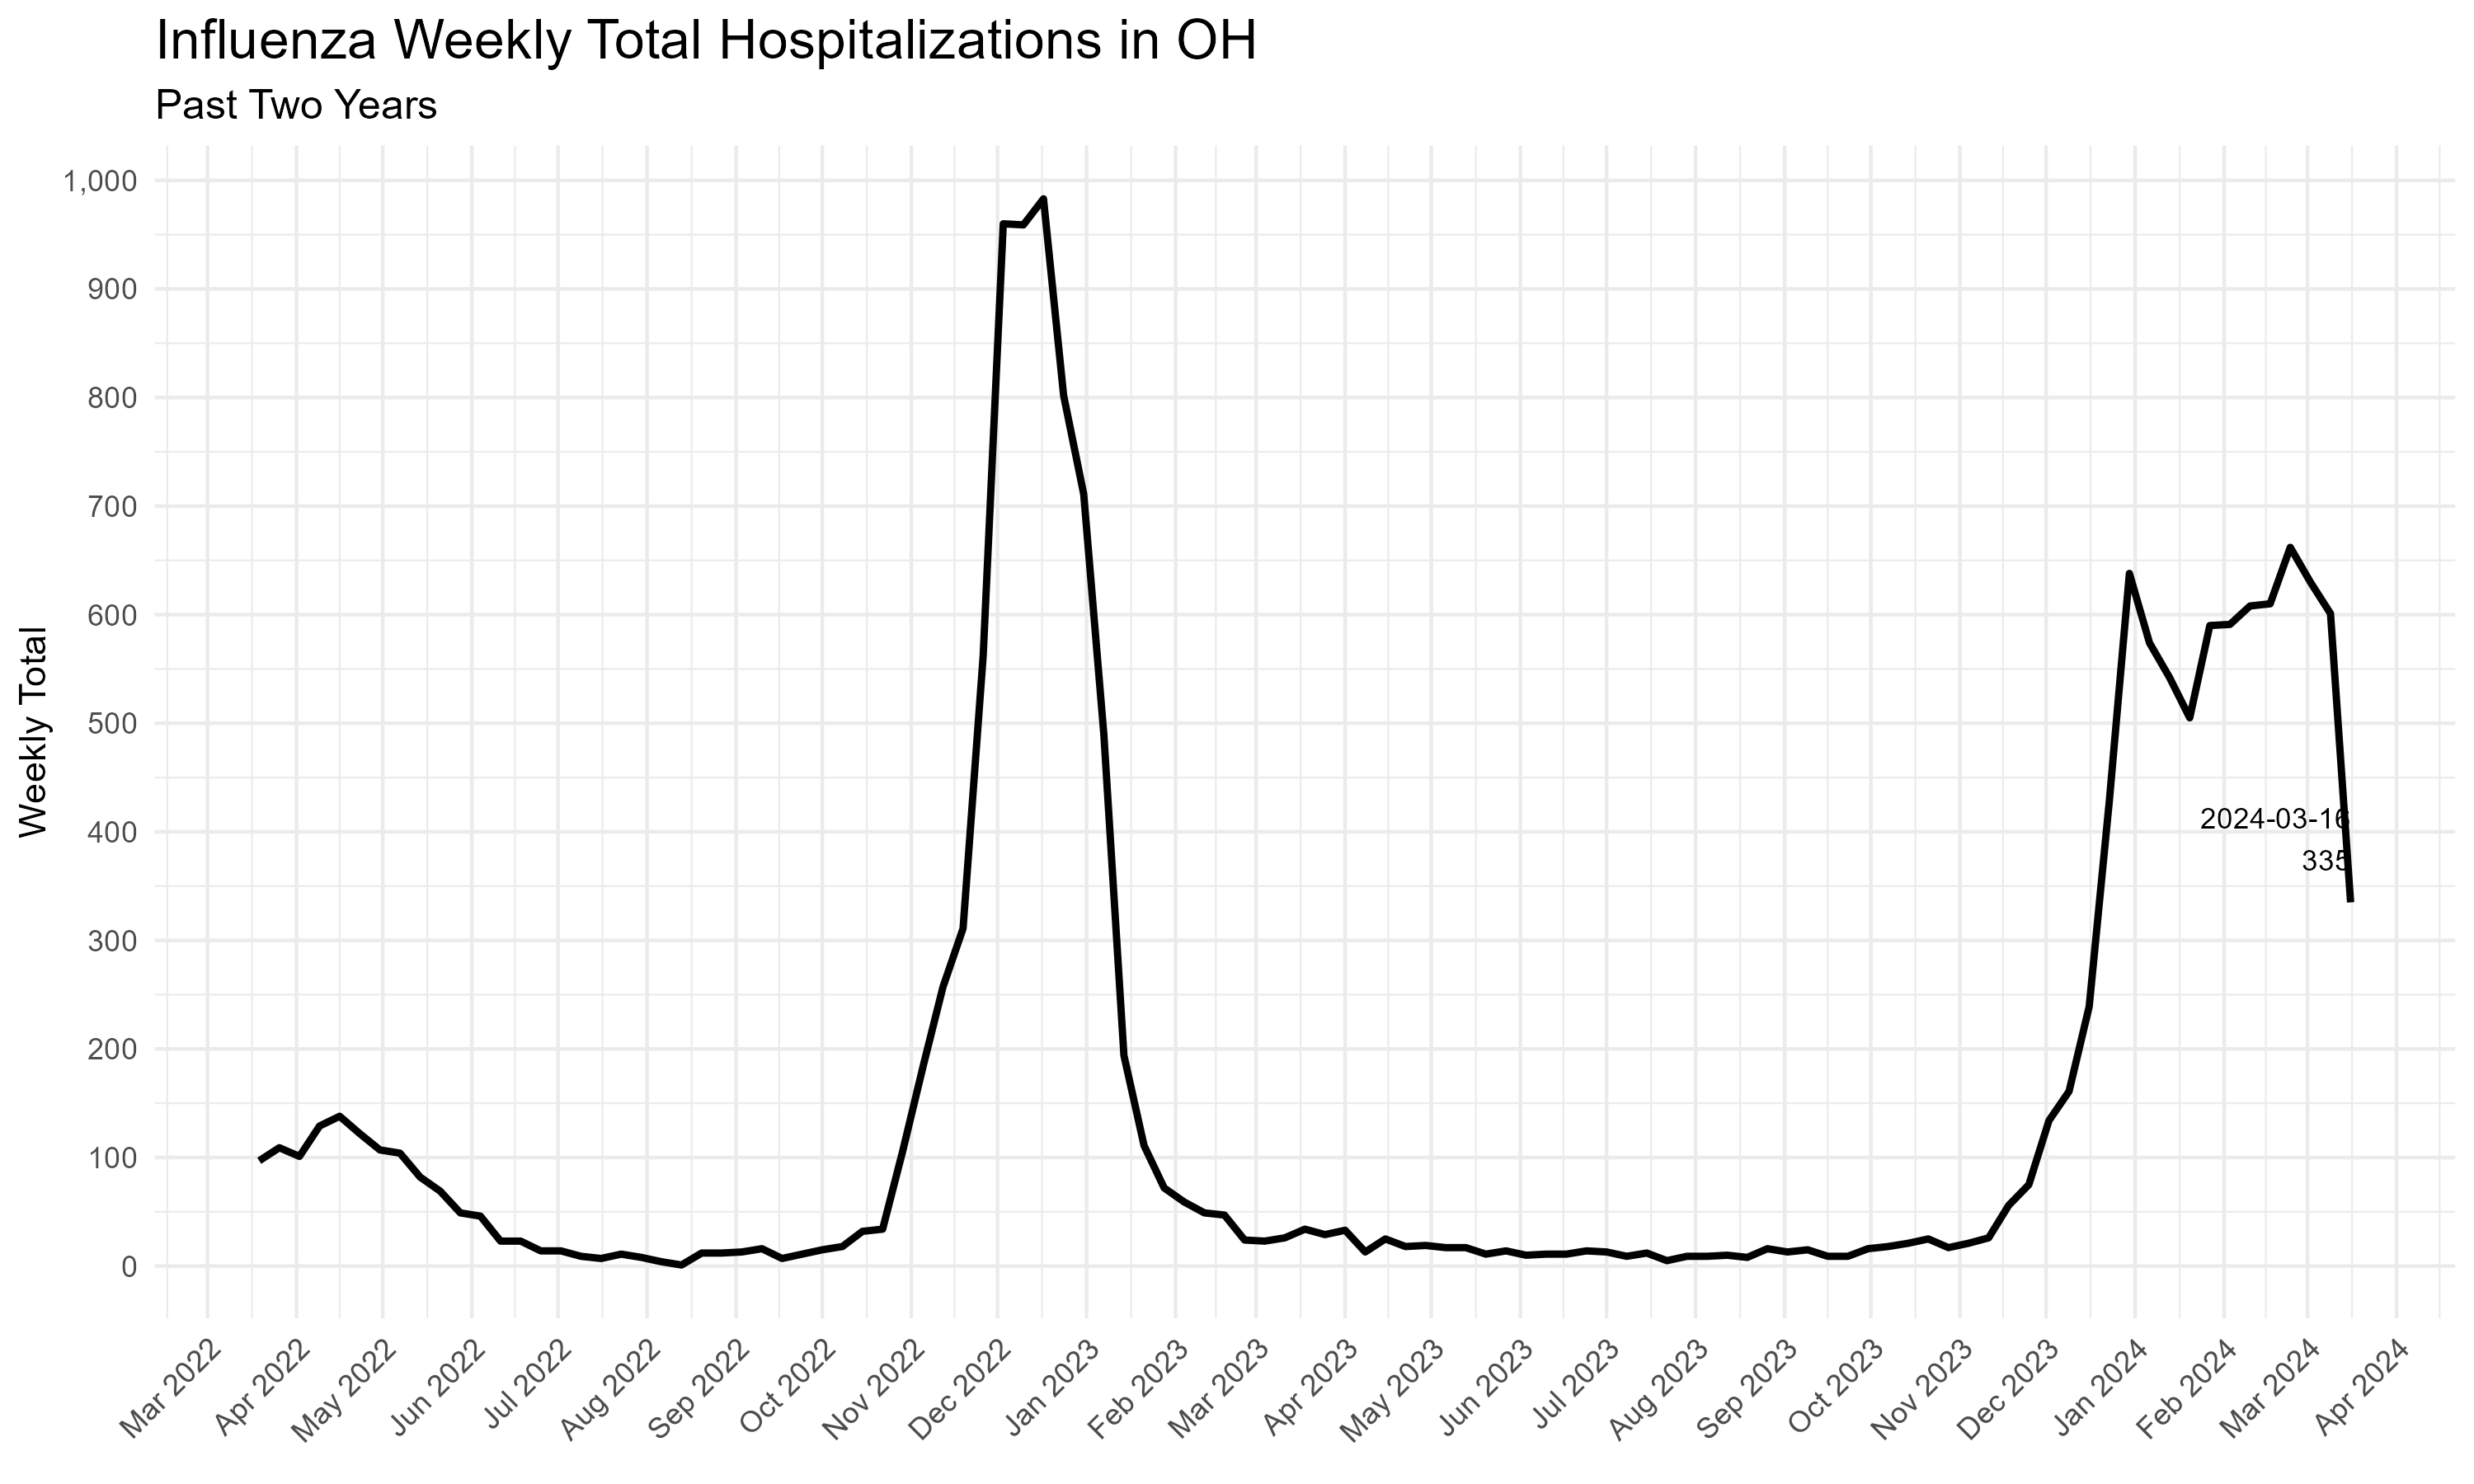 Influenza Weekly Total Hospitalizations in OH
Past Two Years
Weekly Total
1,000
900
800
700
600
500
400
300
200
100
0
2024-03-16
335
Mar 2022
Apr 2022
May 2022
Jun 2022
Jul 2022
Aug 2022
Sep 2022
Oct 2022
Nov 2022
Dec 2022
Jan 2023
Feb 2023
Mar 2023
Apr 2023
May 2023
Jun 2023
Jul 2023
Aug 2023
Sep 2023
Oct 2023
Nov 2023
Dec 2023
Jan 2024
Feb 2024
Mar 2024
Apr 2024